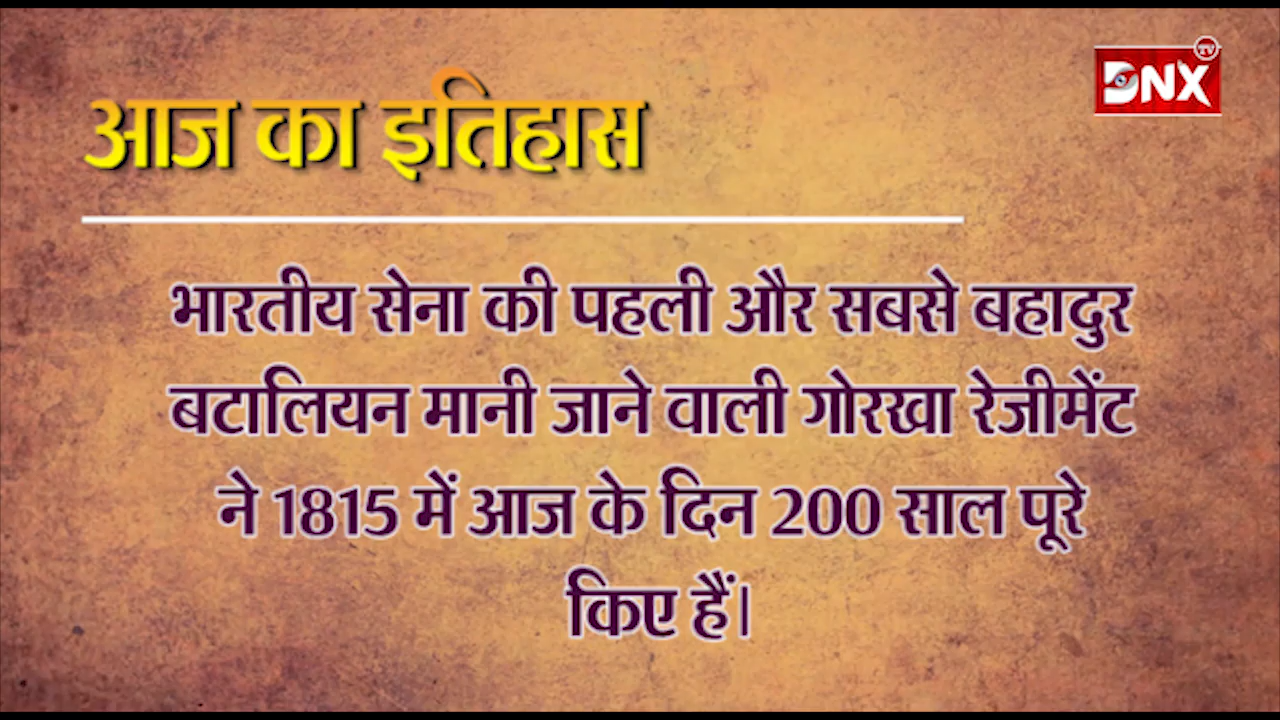 आज का इतिहास
DNX TV
भारतीय सेना की पहली और सबसे बहादुर
बटालियन मानी जाने वाली गोरखा रेजीमेंट
ने 1815 में आज के दिन 200 साल पूरे
किए हैं।